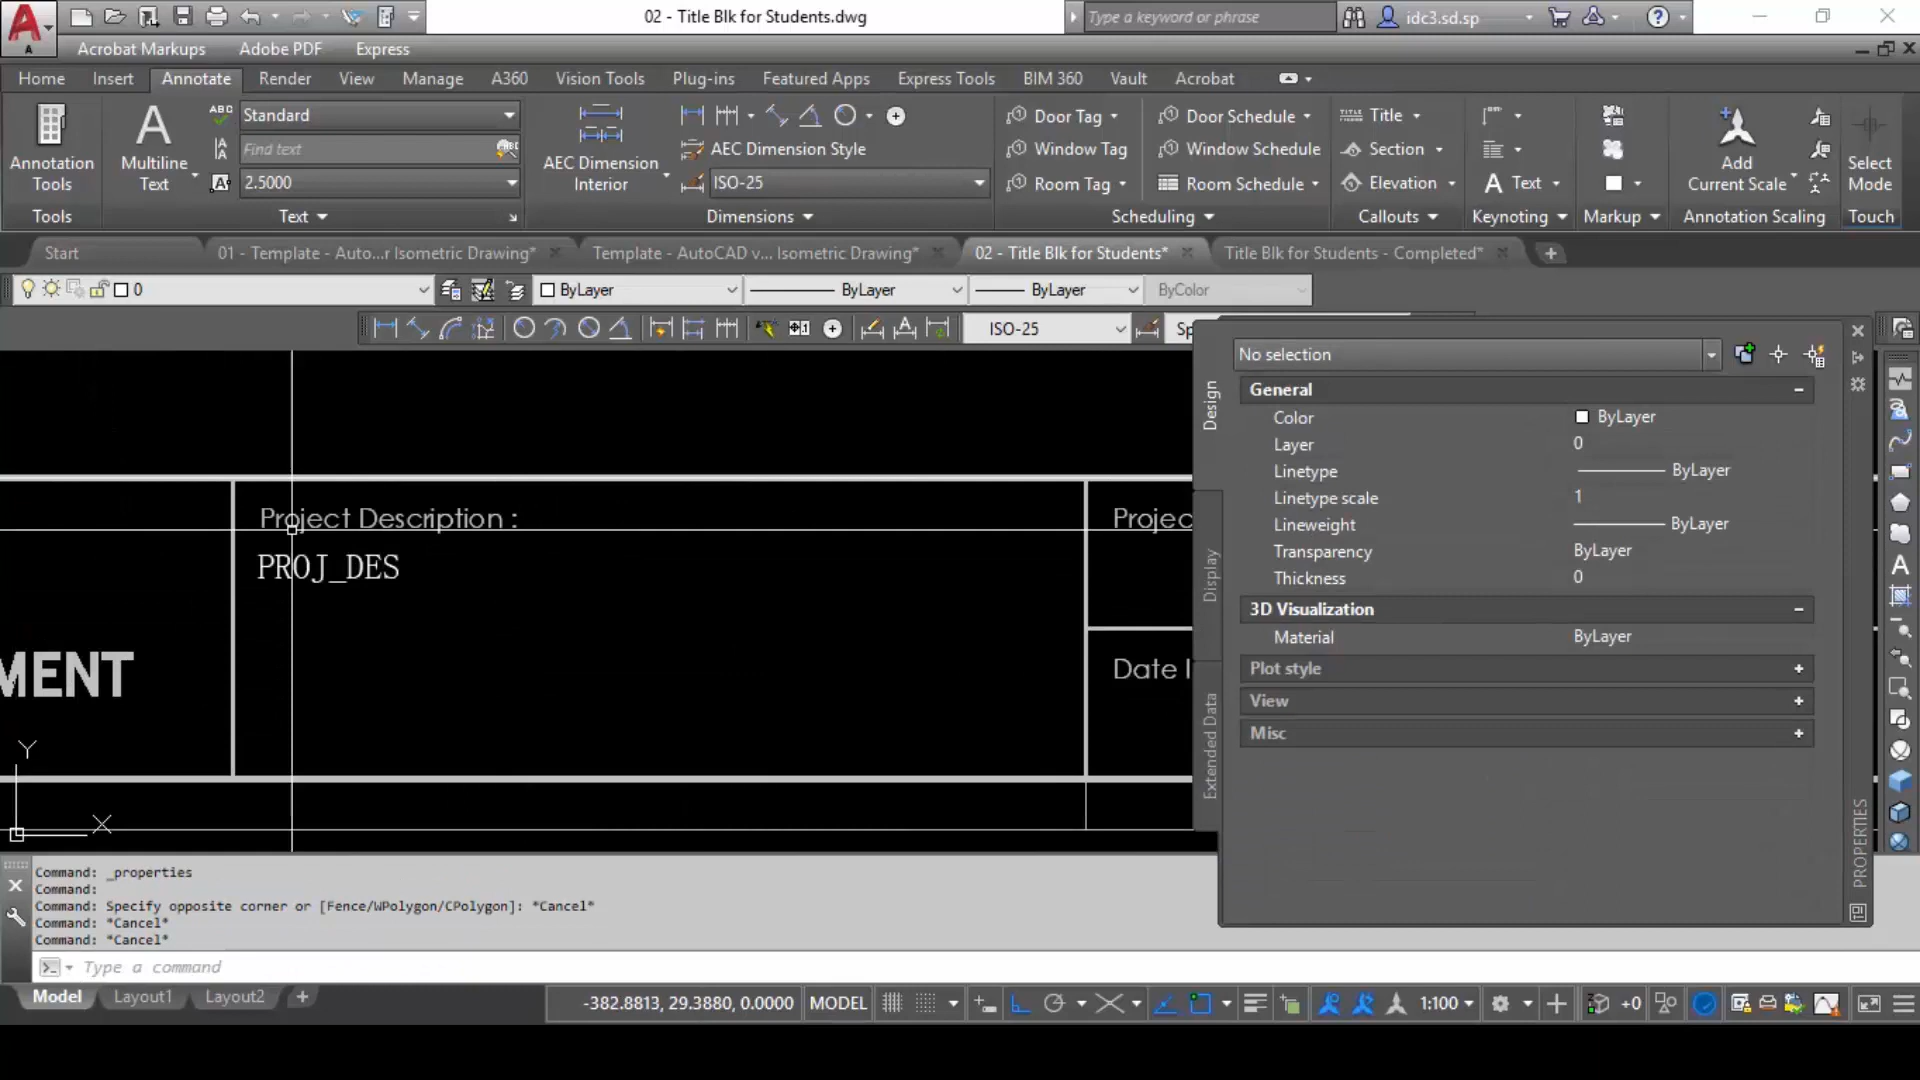 A
02 - Title Blk for Students.dwg
Type a keyword or phrase
idc3.sd.sp
Acrobat Markups
Adobe PDF
Express
Home
Insert
Annotate
Render
View
Manage
A360
Vision Tools
Plug-ins
Featured Apps
Express Tools
BIM 360
Vault
Acrobat
Annotation Tools
Multiline Text
Standard
Find text
2.5000
AEC Dimension Interior
AEC Dimension Style
ISO-25
Door Tag
Window Tag
Room Tag
Door Schedule
Window Schedule
Room Schedule
Title
Section
Elevation
Text
Add Current Scale
Select Mode
Tools
Text
Dimensions
Scheduling
Callouts
Keynoting
Markup
Annotation Scaling
Touch
Start
01 - Template - Auto...r Isometric Drawing*
Template - AutoCAD v... Isometric Drawing*
02 - Title Blk for Students*
Title Blk for Students - Completed*
0
ByLayer
ByLayer
ByLayer
ByColor
ISO-25
Sp
No selection
Design
Display
Extended Data
PROPERTIES
General
Color ByLayer
Layer 0
Linetype ByLayer
Linetype scale 1
Lineweight ByLayer
Transparency ByLayer
Thickness 0
3D Visualization
Material ByLayer
Plot style
View
Misc
Project Description :
PROJ_DES
MENT
Projec
Date I
Y
X
Command: _properties
Command:
Command: Specify opposite corner or [Fence/WPolygon/CPolygon]: *Cancel*
Command: *Cancel*
Command: *Cancel*
Type a command
Model
Layout1
Layout2
-382.8813, 29.3880, 0.0000
MODEL
1:100
+0